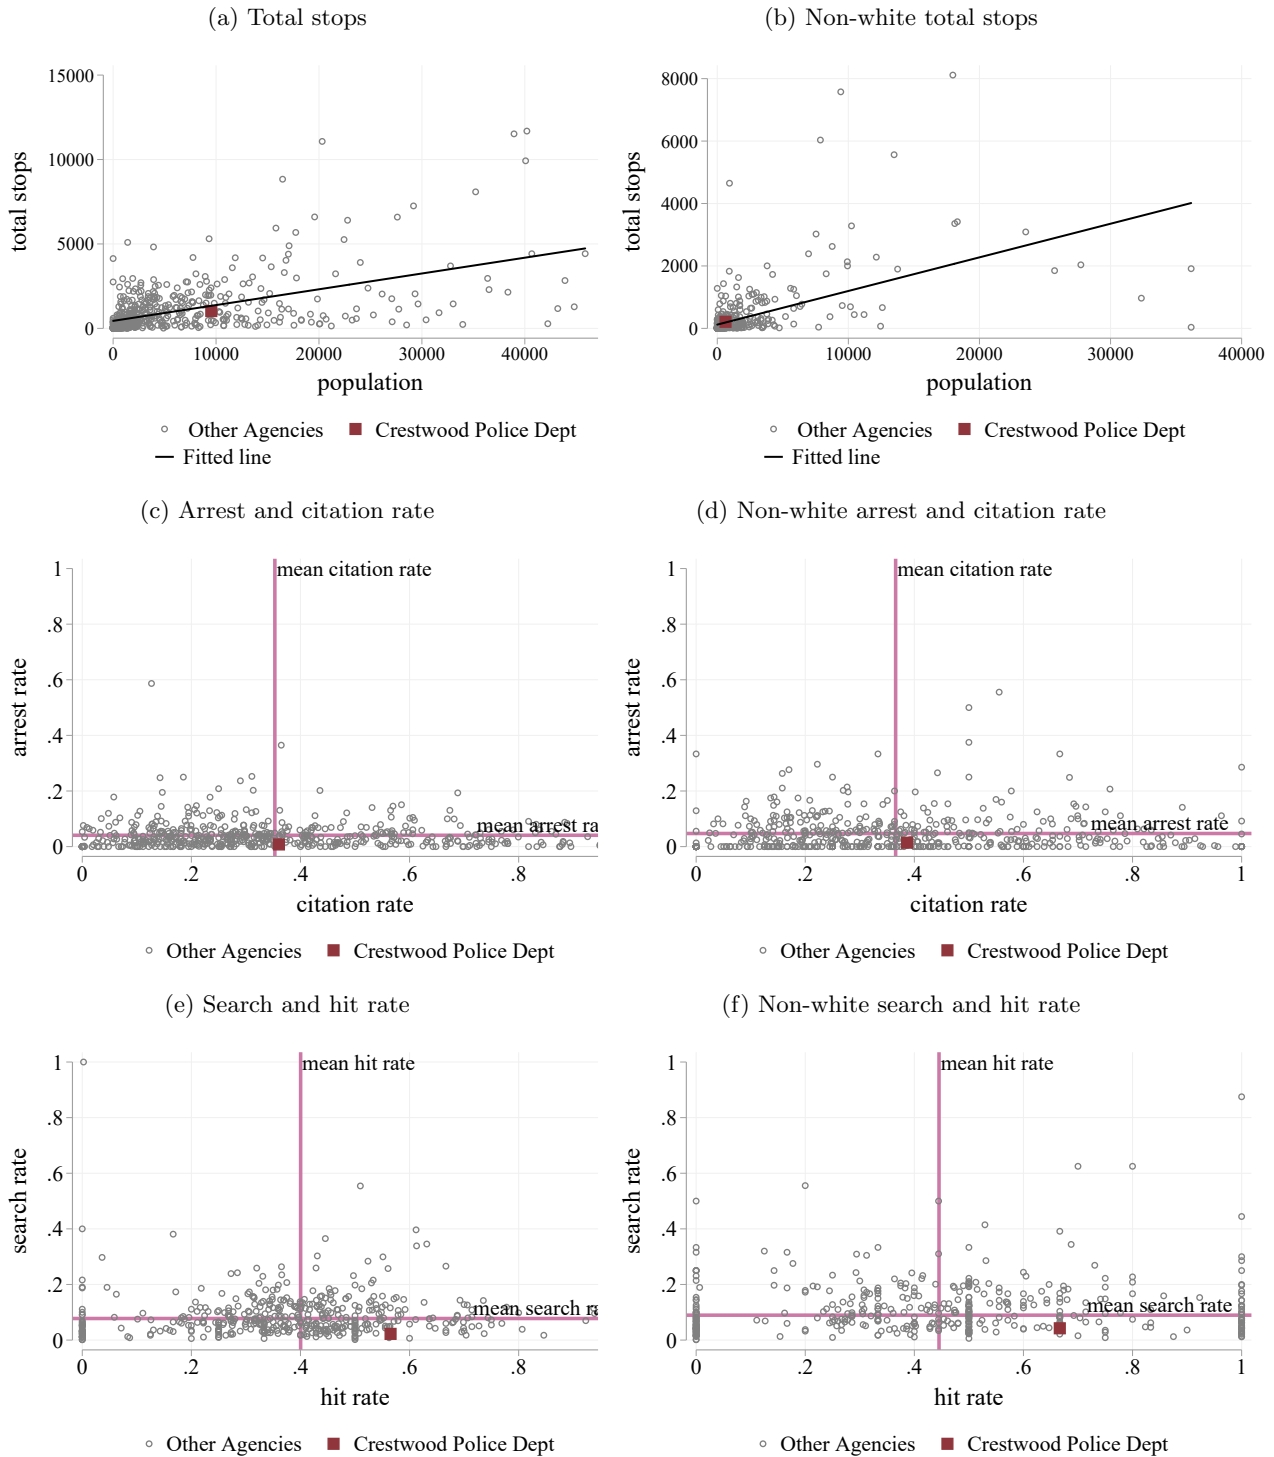 (a) Total stops
(b) Non-white total stops
total stops
15000
10000
5000
0
0 10000 20000 30000 40000
population
Other Agencies Crestwood Police Dept
Fitted line
total stops
8000
6000
4000
2000
0
0 10000 20000 30000 40000
population
Other Agencies Crestwood Police Dept
Fitted line
(c) Arrest and citation rate
(d) Non-white arrest and citation rate
arrest rate
1
.8
.6
.4
.2
0
mean citation rate
mean arrest ra
0 .2 .4 .6 .8
citation rate
Other Agencies Crestwood Police Dept
arrest rate
1
.8
.6
.4
.2
0
mean citation rate
mean arrest rate
0 .2 .4 .6 .8 1
citation rate
Other Agencies Crestwood Police Dept
(e) Search and hit rate
(f) Non-white search and hit rate
search rate
1
.8
.6
.4
.2
0
mean hit rate
mean search ra
0 .2 .4 .6 .8
hit rate
Other Agencies Crestwood Police Dept
search rate
1
.8
.6
.4
.2
0
mean hit rate
mean search rate
0 .2 .4 .6 .8 1
hit rate
Other Agencies Crestwood Police Dept